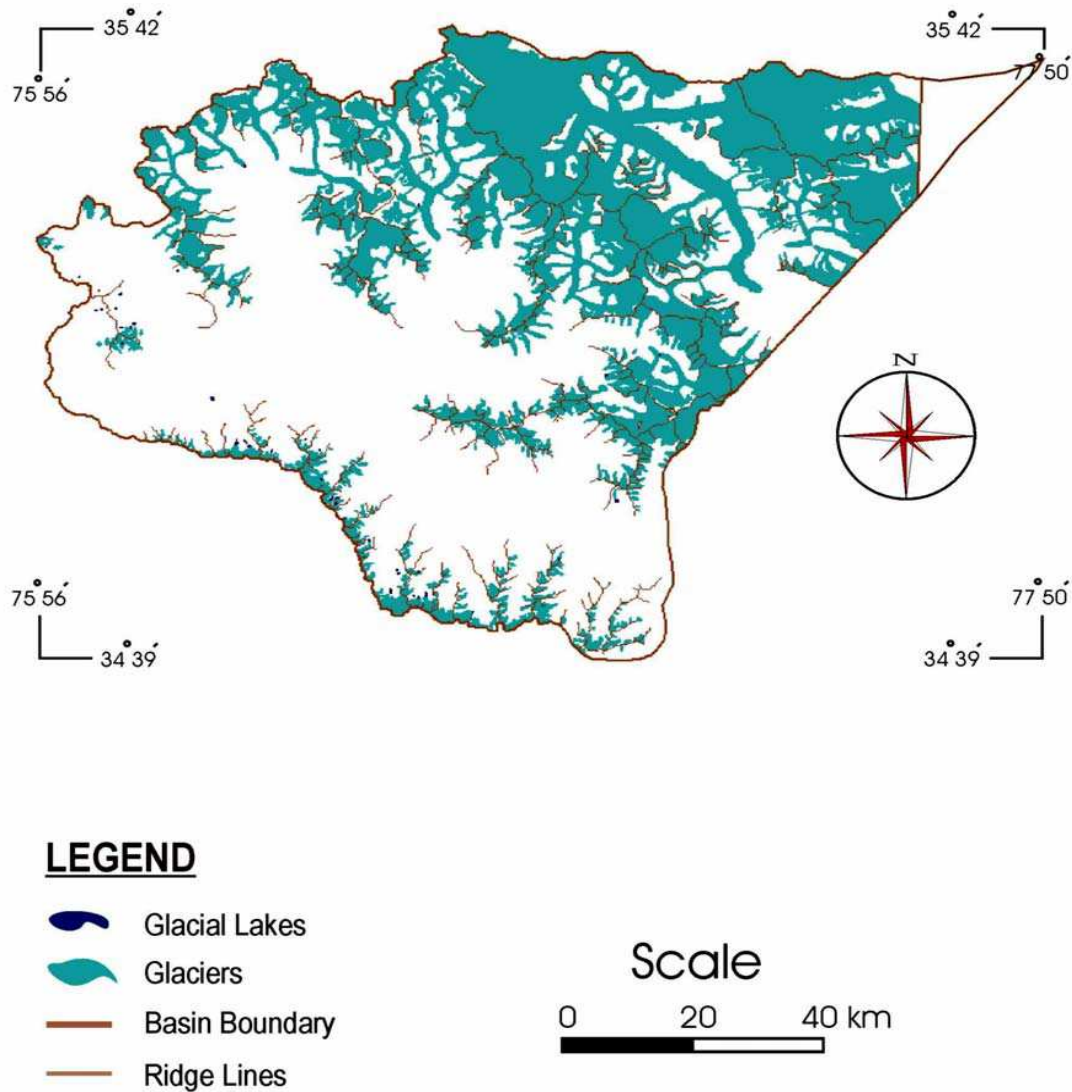 35° 42´ 35° 42´
75° 56´ 77° 50´
N
75° 56´ 77° 50´
34° 39´ 34° 39´
LEGEND
Glacial Lakes
Glaciers
Basin Boundary
Ridge Lines
Scale
0 20 40 km